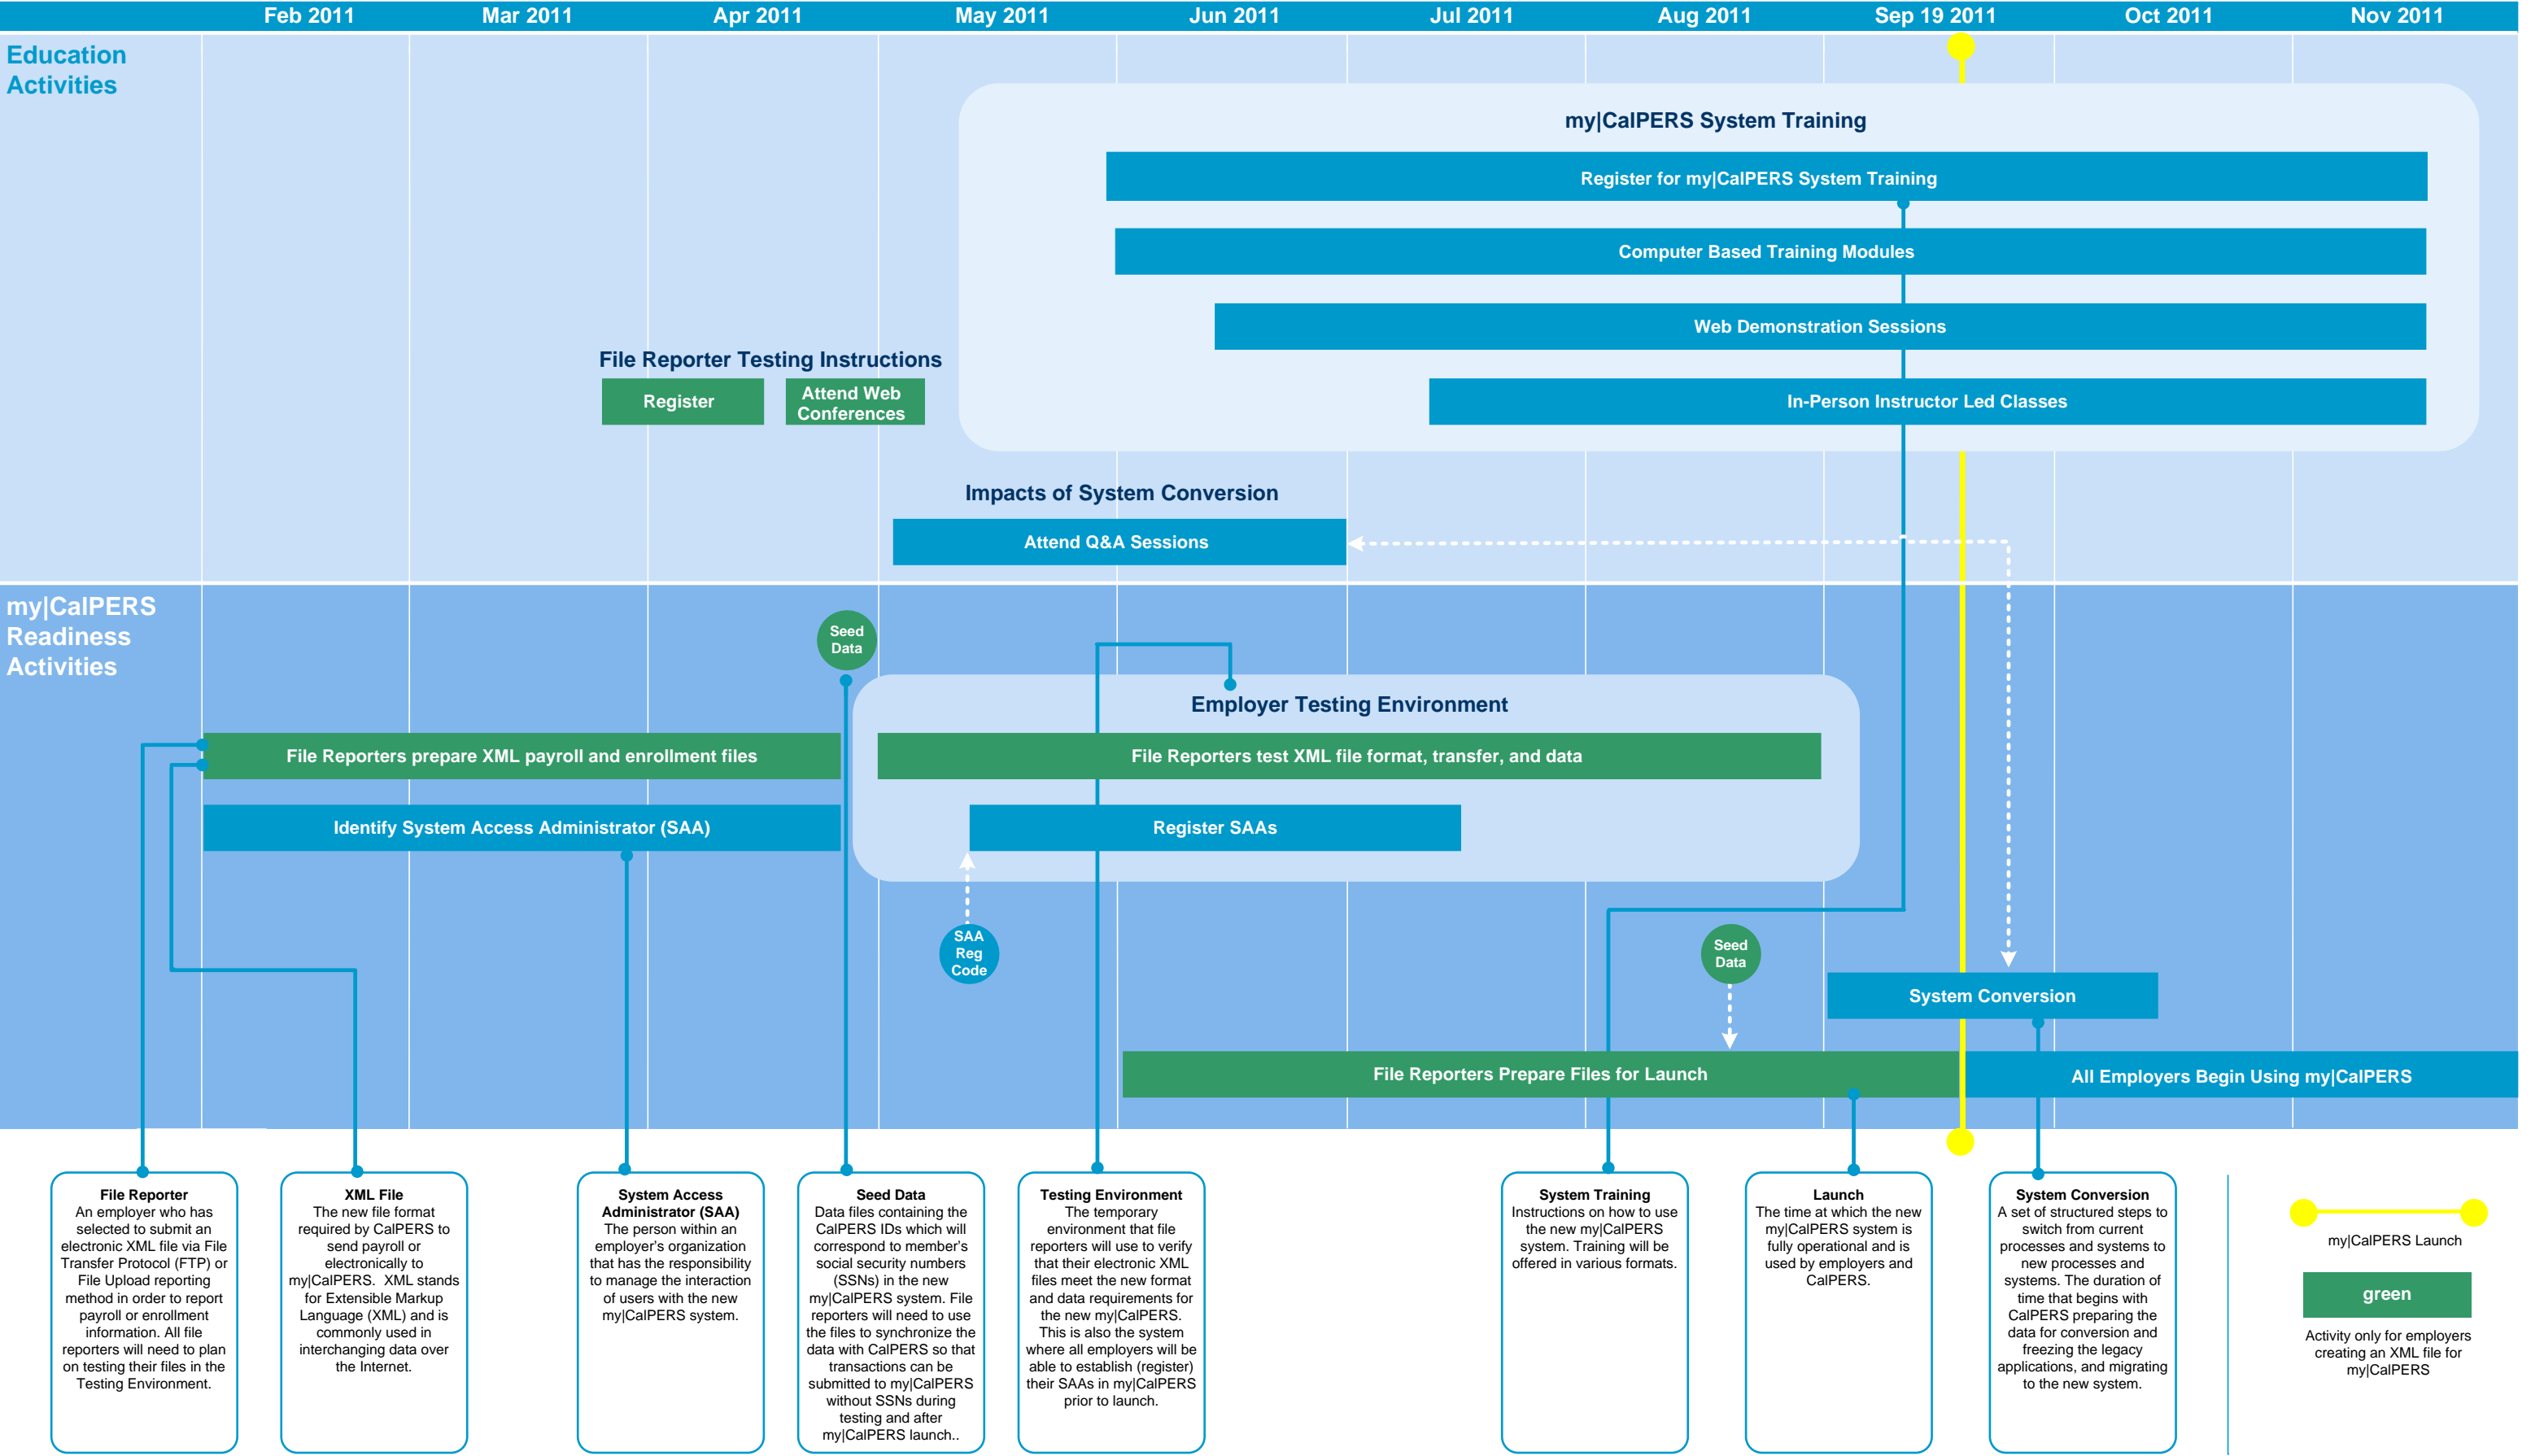 Feb 2011 Mar 2011 Apr 2011 May 2011 Jun 2011 Jul 2011 Aug 2011 Sep 19 2011 Oct 2011 Nov 2011
Education
Activities
my|CalPERS System Training
Register for my|CalPERS System Training
Computer Based Training Modules
Web Demonstration Sessions
In-Person Instructor Led Classes
File Reporter Testing Instructions
Register
Attend Web
Conferences
Impacts of System Conversion
Attend Q&A Sessions
my|CalPERS
Readiness
Activities
Seed
Data
Employer Testing Environment
File Reporters prepare XML payroll and enrollment files
File Reporters test XML file format, transfer, and data
Identify System Access Administrator (SAA)
Register SAAs
SAA
Reg
Code
Seed
Data
System Conversion
File Reporters Prepare Files for Launch
All Employers Begin Using my|CalPERS
File Reporter
An employer who has
selected to submit an
electronic XML file via File
Transfer Protocol (FTP) or
File Upload reporting
method in order to report
payroll or enrollment
information. All file
reporters will need to plan
on testing their files in the
Testing Environment.
XML File
The new file format
required by CalPERS to
send payroll or
electronically to
my|CalPERS.  XML stands
for Extensible Markup
Language (XML) and is
commonly used in
interchanging data over
the Internet.
System Access
Administrator (SAA)
The person within an
employer's organization
that has the responsibility
to manage the interaction
of users with the new
my|CalPERS system.
Seed Data
Data files containing the
CalPERS IDs which will
correspond to member's
social security numbers
(SSNs) in the new
my|CalPERS system. File
reporters will need to use
the files to synchronize the
data with CalPERS so that
transactions can be
submitted to my|CalPERS
without SSNs during
testing and after
my|CalPERS launch..
Testing Environment
The temporary
environment that file
reporters will use to verify
that their electronic XML
files meet the new format
and data requirements for
the new my|CalPERS.
This is also the system
where all employers will be
able to establish (register)
their SAAs in my|CalPERS
prior to launch.
System Training
Instructions on how to use
the new my|CalPERS
system. Training will be
offered in various formats.
Launch
The time at which the new
my|CalPERS system is
fully operational and is
used by employers and
CalPERS.
System Conversion
A set of structured steps to
switch from current
processes and systems to
new processes and
systems. The duration of
time that begins with
CalPERS preparing the
data for conversion and
freezing the legacy
applications, and migrating
to the new system.
my|CalPERS Launch
green
Activity only for employers
creating an XML file for
my|CalPERS